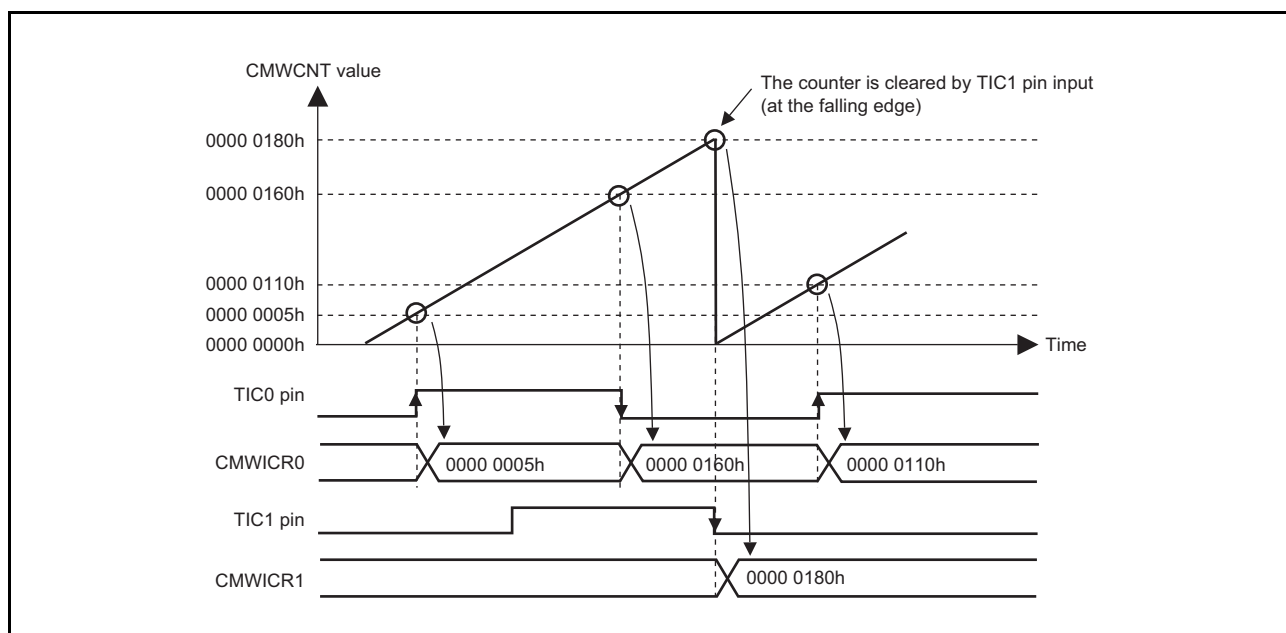 CMWCNT value
The counter is cleared by TIC1 pin input
(at the falling edge)
0000 0180h
0000 0160h
0000 0110h
0000 0005h
0000 0000h
Time
TIC0 pin
CMWICR0
0000 0005h
0000 0160h
0000 0110h
TIC1 pin
CMWICR1
0000 0180h